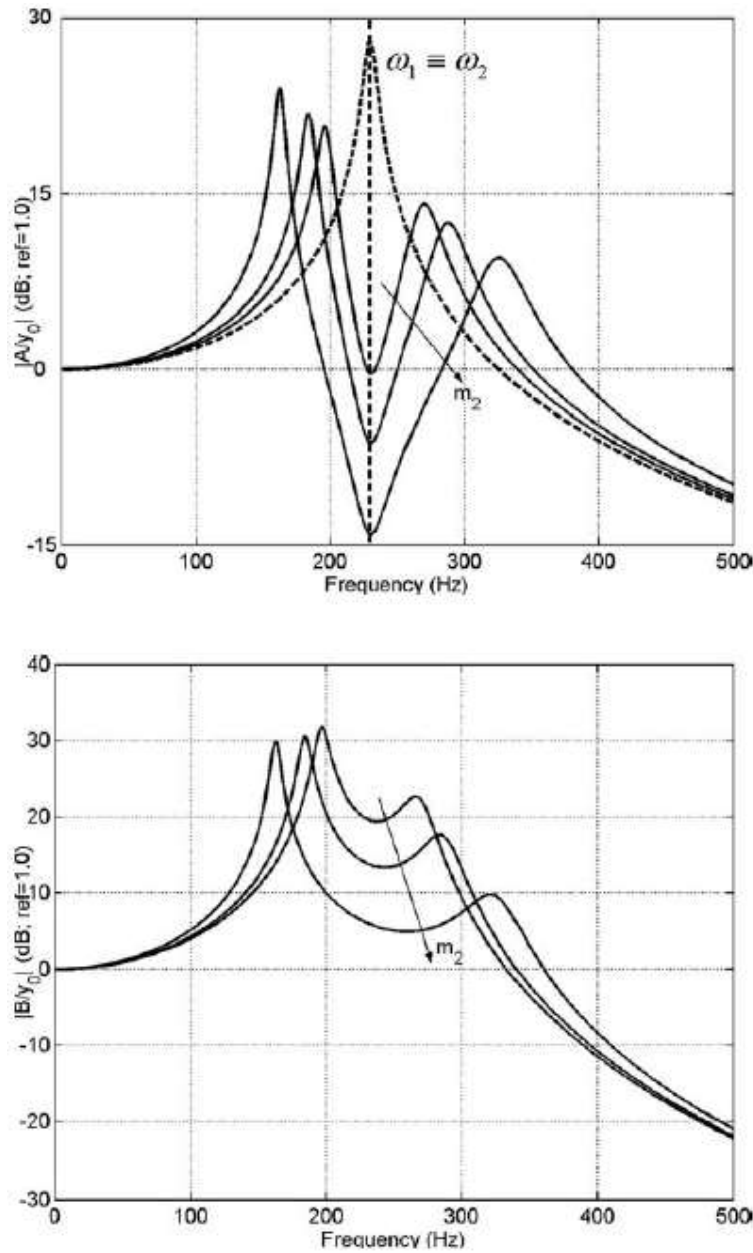 30
15
0
-15
|A/y₀| (dB; ref=1.0)
ω₁ ≡ ω₂
m₂
0 100 200 300 400 500
Frequency (Hz)
40
30
20
10
0
-10
-20
-30
|B/y₀| (dB; ref=1.0)
m₂
0 100 200 300 400 500
Frequency (Hz)